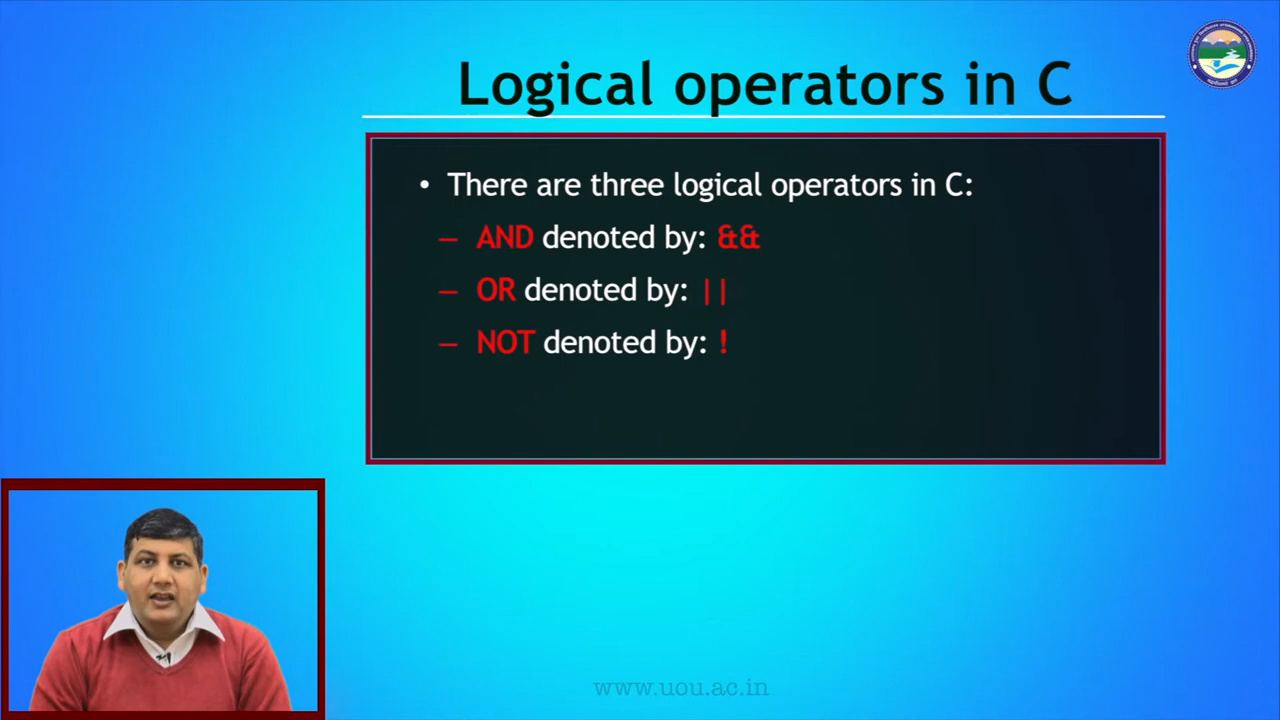 Logical operators in C
• There are three logical operators in C:
– AND denoted by: &&
– OR denoted by: ||
– NOT denoted by: !
www.uou.ac.in